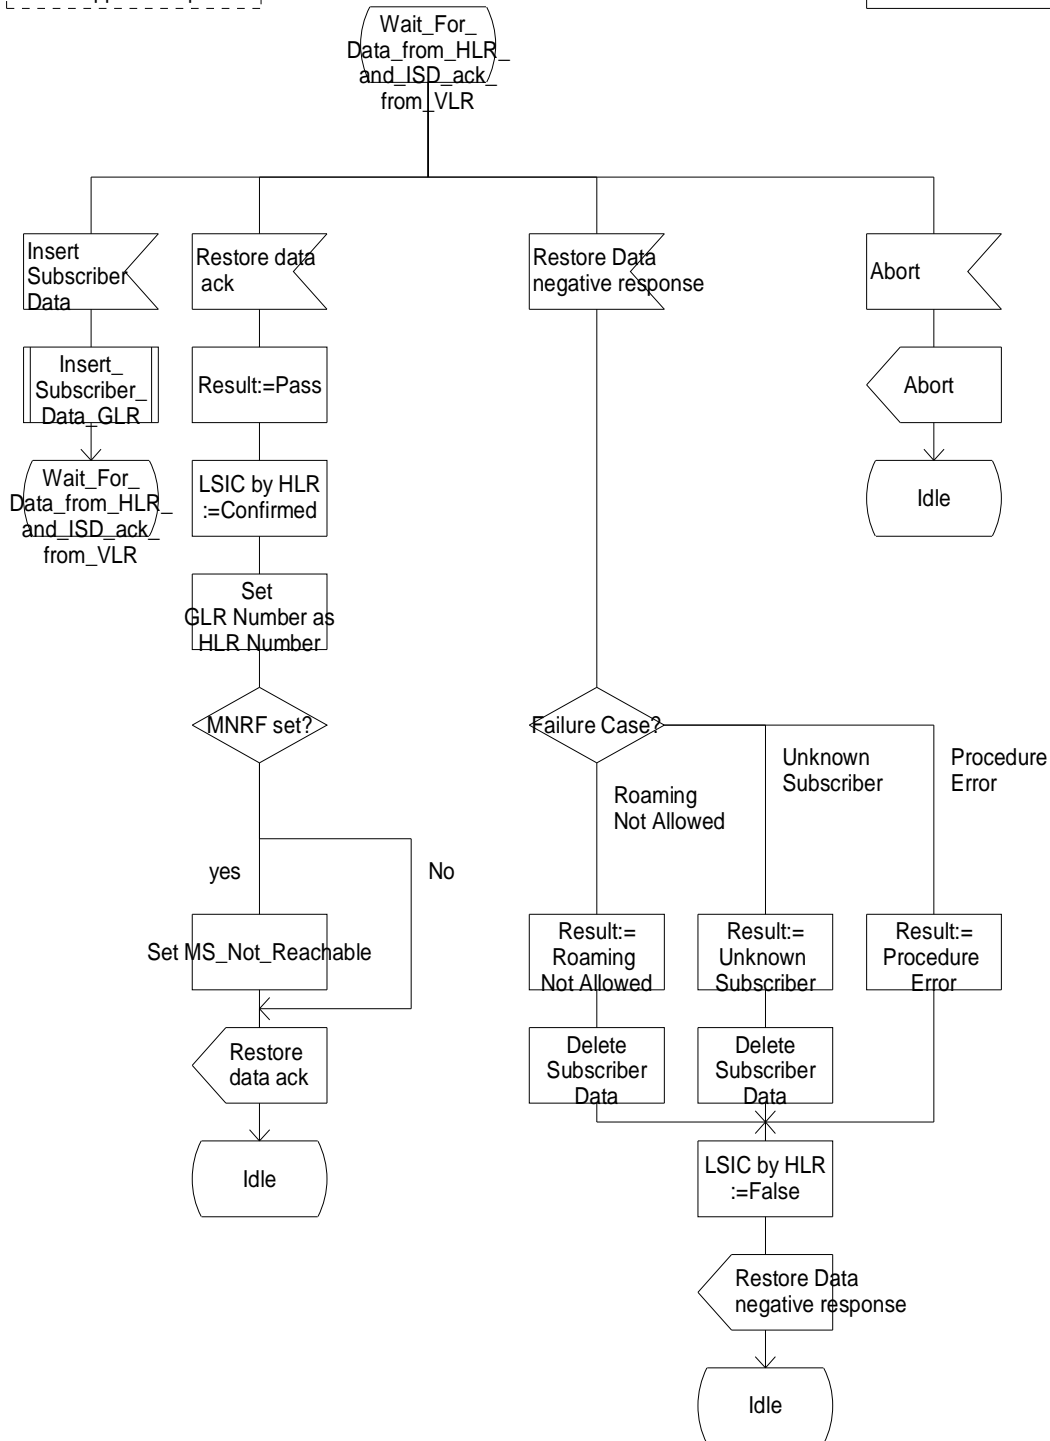 Wait_For_
Data_from_HLR_
and_ISD_ack_
from_VLR
Insert
Subscriber
Data
Restore data
ack
Restore Data
negative response
Abort
Insert_
Subscriber_
Data_GLR
Result:=Pass
Abort
Wait_For_
Data_from_HLR_
and_ISD_ack_
from_VLR
LSIC by HLR
:=Confirmed
Idle
Set
GLR Number as
HLR Number
MNRF set?
Failure Case?
Roaming
Not Allowed
Unknown
Subscriber
Procedure
Error
yes
No
Set MS_Not_Reachable
Result:=
Roaming
Not Allowed
Result:=
Unknown
Subscriber
Result:=
Procedure
Error
Restore
data ack
Delete
Subscriber
Data
Delete
Subscriber
Data
Idle
LSIC by HLR
:=False
Restore Data
negative response
Idle